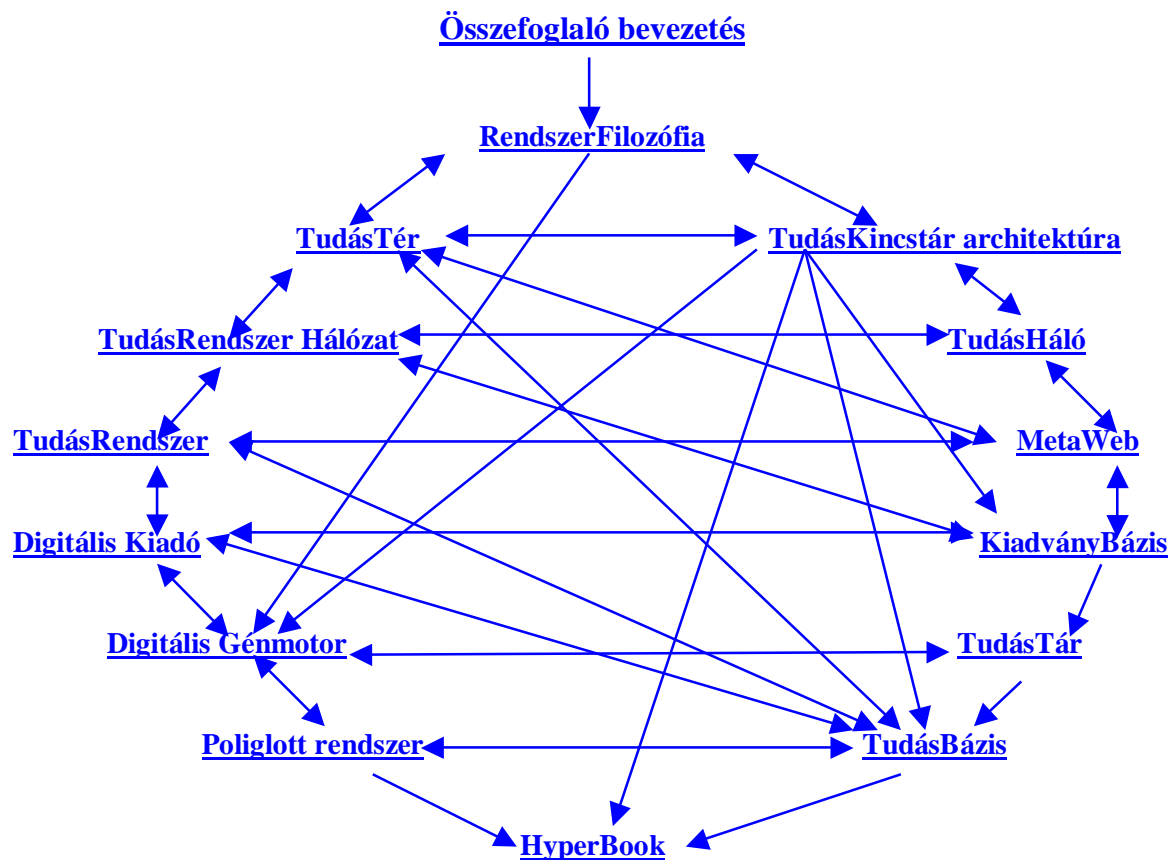 Összefoglaló bevezetés
RendszerFilozófia
TudásTér
TudásKincstár architektúra
TudásRendszer Hálózat
TudásHáló
TudásRendszer
MetaWeb
Digitális Kiadó
KiadványBázis
Digitális Génmotor
TudásTár
Poliglott rendszer
TudásBázis
HyperBook